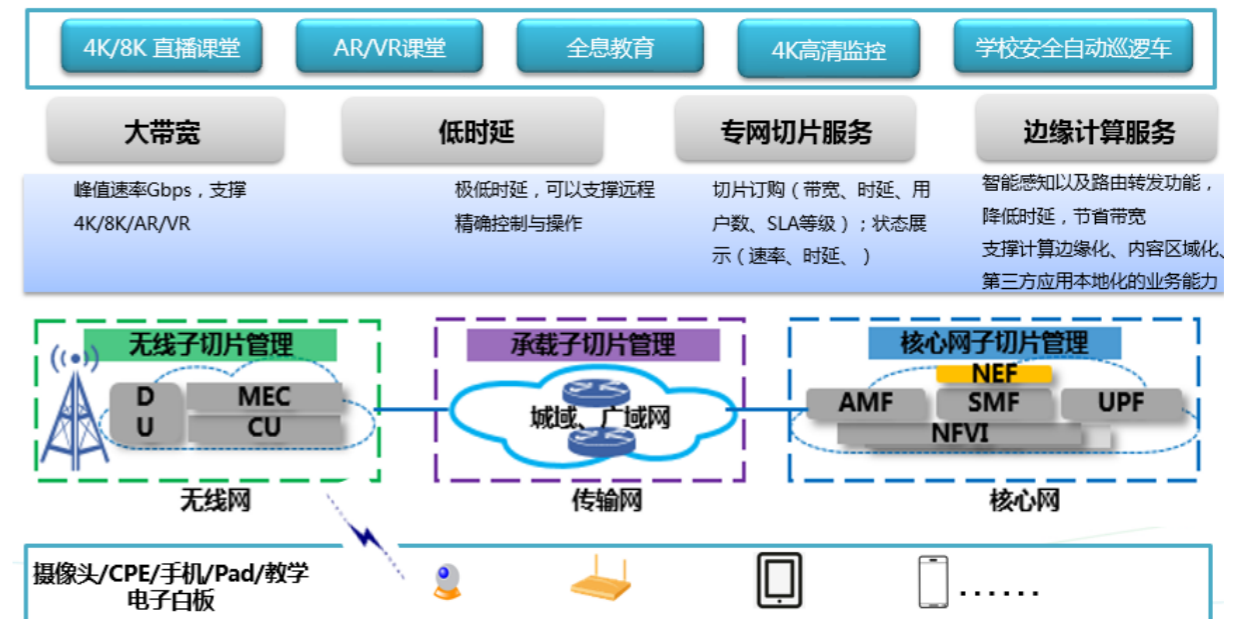 4K/8K 直播课堂
AR/VR课堂
全息教育
4K高清监控
学校安全自动巡逻车
大带宽
低时延
专网切片服务
边缘计算服务
峰值速率Gbps，支撑
4K/8K/AR/VR
极低时延，可以支撑远程
精确控制与操作
切片订购（带宽、时延、用
户数、SLA等级）；状态展
示（速率、时延、）
智能感知以及路由转发功能，
降低时延，节省带宽
支撑计算边缘化、内容区域化、
第三方应用本地化的业务能力
无线子切片管理
D
U
MEC
CU
无线网
承载子切片管理
城域、广域网
传输网
核心网子切片管理
NEF
AMF
SMF
UPF
NFVI
核心网
摄像头/CPE/手机/Pad/教学
电子白板
......